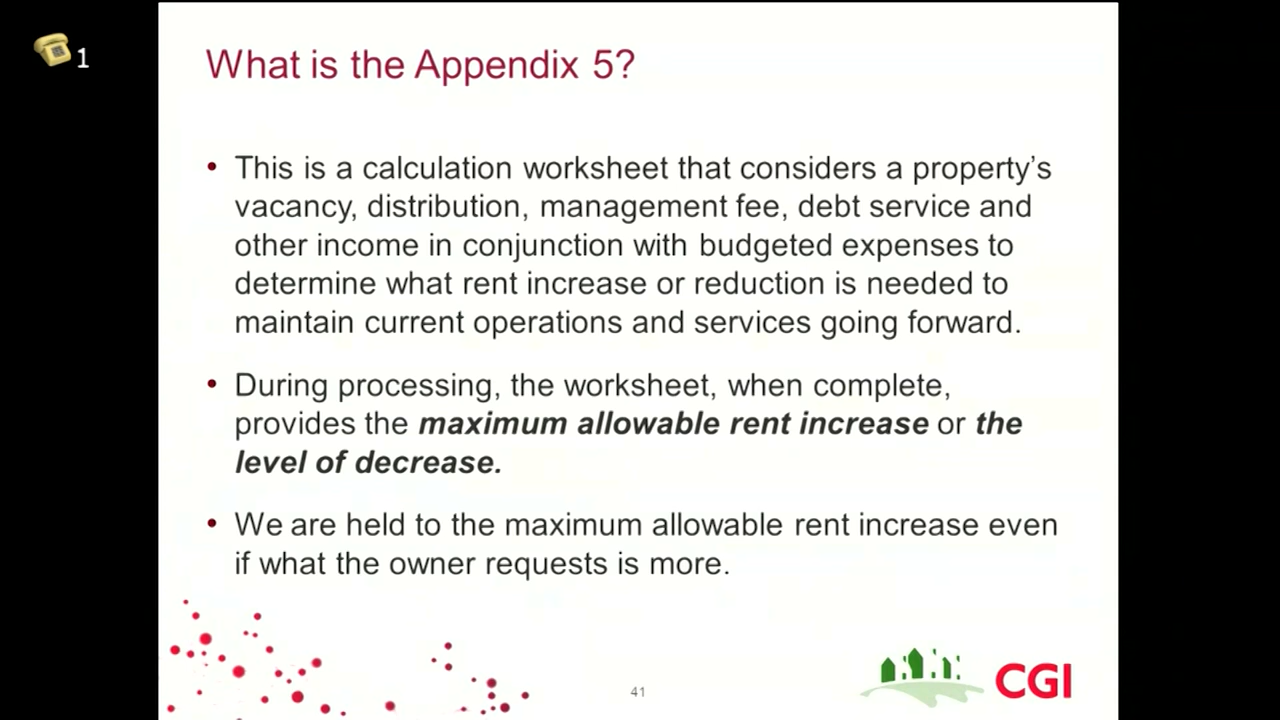 1
What is the Appendix 5?
• This is a calculation worksheet that considers a property’s
vacancy, distribution, management fee, debt service and
other income in conjunction with budgeted expenses to
determine what rent increase or reduction is needed to
maintain current operations and services going forward.
• During processing, the worksheet, when complete,
provides the maximum allowable rent increase or the
level of decrease.
• We are held to the maximum allowable rent increase even
if what the owner requests is more.
41
CGI